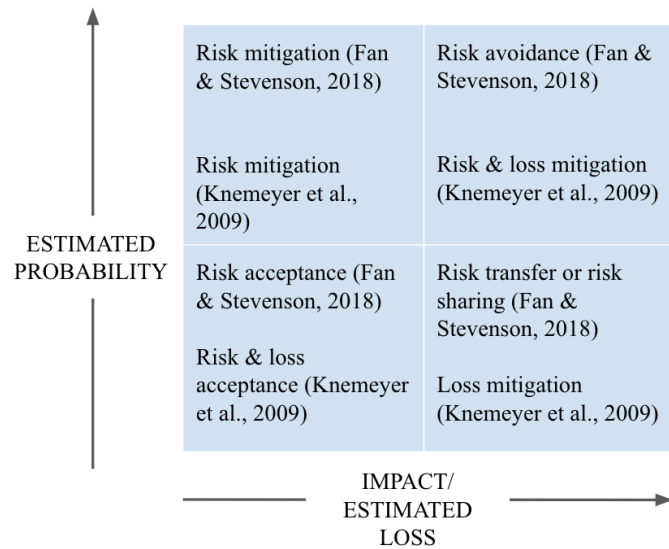 Risk mitigation (Fan
& Stevenson, 2018)
Risk mitigation
(Knemeyer et al.,
2009)
Risk avoidance (Fan &
Stevenson, 2018)
Risk & loss mitigation
(Knemeyer et al., 2009)
ESTIMATED
PROBABILITY
Risk acceptance (Fan
& Stevenson, 2018)
Risk & loss
acceptance (Knemeyer
et al., 2009)
Risk transfer or risk
sharing (Fan &
Stevenson, 2018)
Loss mitigation
(Knemeyer et al., 2009)
IMPACT/
ESTIMATED
LOSS